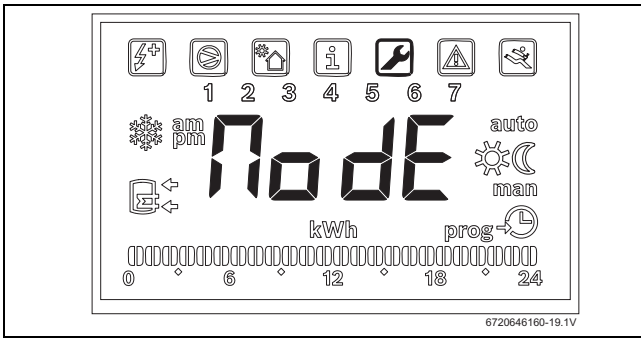 1 2 3 4 5 6 7
am auto
pm
ModE
man
kWh prog
0 6 12 18 24
6720646160-19.1V